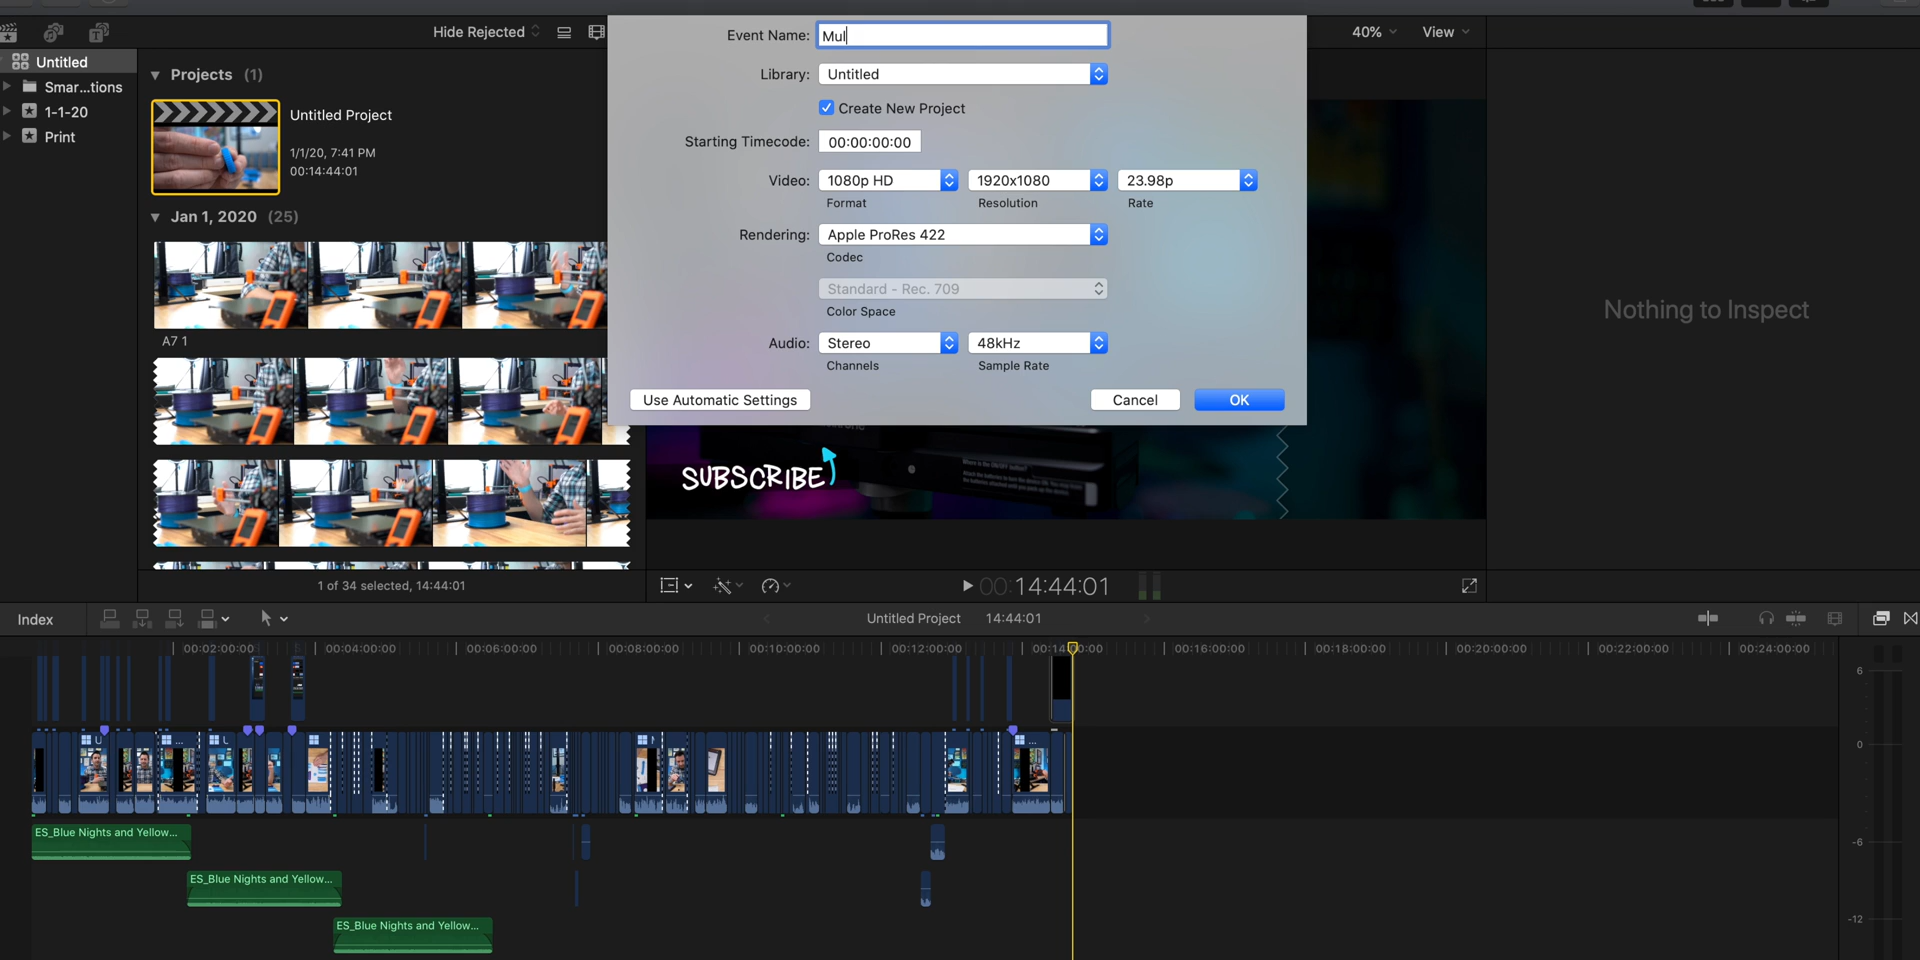 Hide Rejected
40%
View
Event Name: Mul
Library: Untitled
Create New Project
Starting Timecode: 00:00:00:00
Video: 1080p HD 1920x1080 23.98p
Format Resolution Rate
Rendering: Apple ProRes 422
Codec
Standard - Rec. 709
Color Space
Audio: Stereo 48kHz
Channels Sample Rate
Use Automatic Settings Cancel OK
Untitled
Smar...tions
1-1-20
Print
Projects (1)
Untitled Project
1/1/20, 7:41 PM
00:14:44:01
Jan 1, 2020 (25)
A7 1
1 of 34 selected, 14:44:01
SUBSCRIBE
Nothing to Inspect
00:14:44:01
Index
Untitled Project 14:44:01
00:02:00:00 00:04:00:00 00:06:00:00 00:08:00:00 00:10:00:00 00:12:00:00 00:14:00:00 00:16:00:00 00:18:00:00 00:20:00:00 00:22:00:00 00:24:00:00
6
0
-6
-12
ES_Blue Nights and Yellow...
ES_Blue Nights and Yellow...
ES_Blue Nights and Yellow...